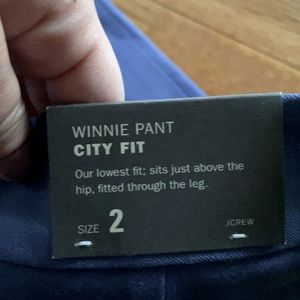 WINNIE PANT
CITY FIT
Our lowest fit; sits just above the
hip, fitted through the leg.
SIZE 2
JCREW